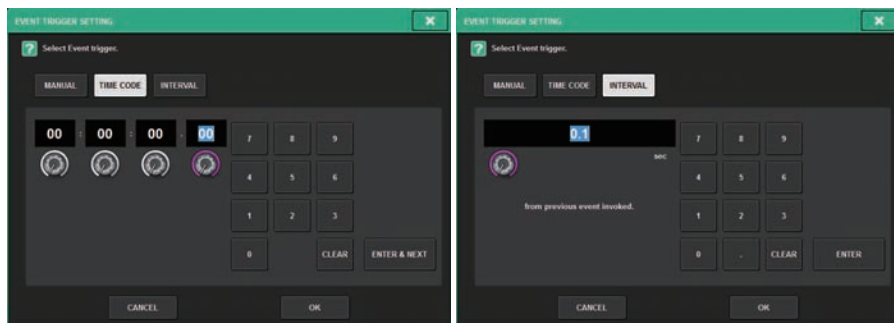 EVENT TRIGGER SETTING
? Select Event trigger.
MANUAL TIME CODE INTERVAL
00 : 00 : 00 . 00
7 8 9
4 5 6
1 2 3
0 CLEAR ENTER & NEXT
CANCEL OK
EVENT TRIGGER SETTING
? Select Event trigger.
MANUAL TIME CODE INTERVAL
0.1
sec
7 8 9
4 5 6
from previous event invoked.
1 2 3
0 . CLEAR ENTER
CANCEL OK